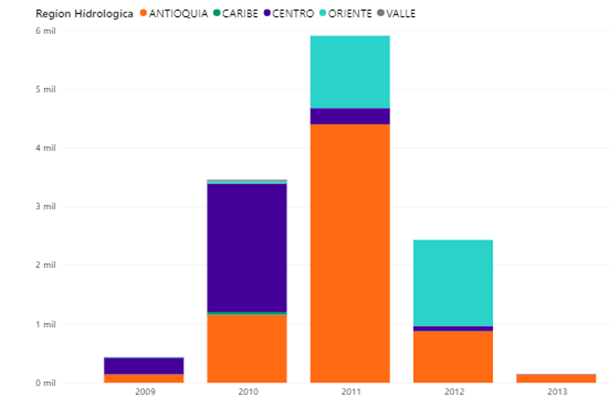 Region Hidrologica ANTIOQUIA CARIBE CENTRO ORIENTE VALLE
6 mil
5 mil
4 mil
3 mil
2 mil
1 mil
0 mil
2009 2010 2011 2012 2013